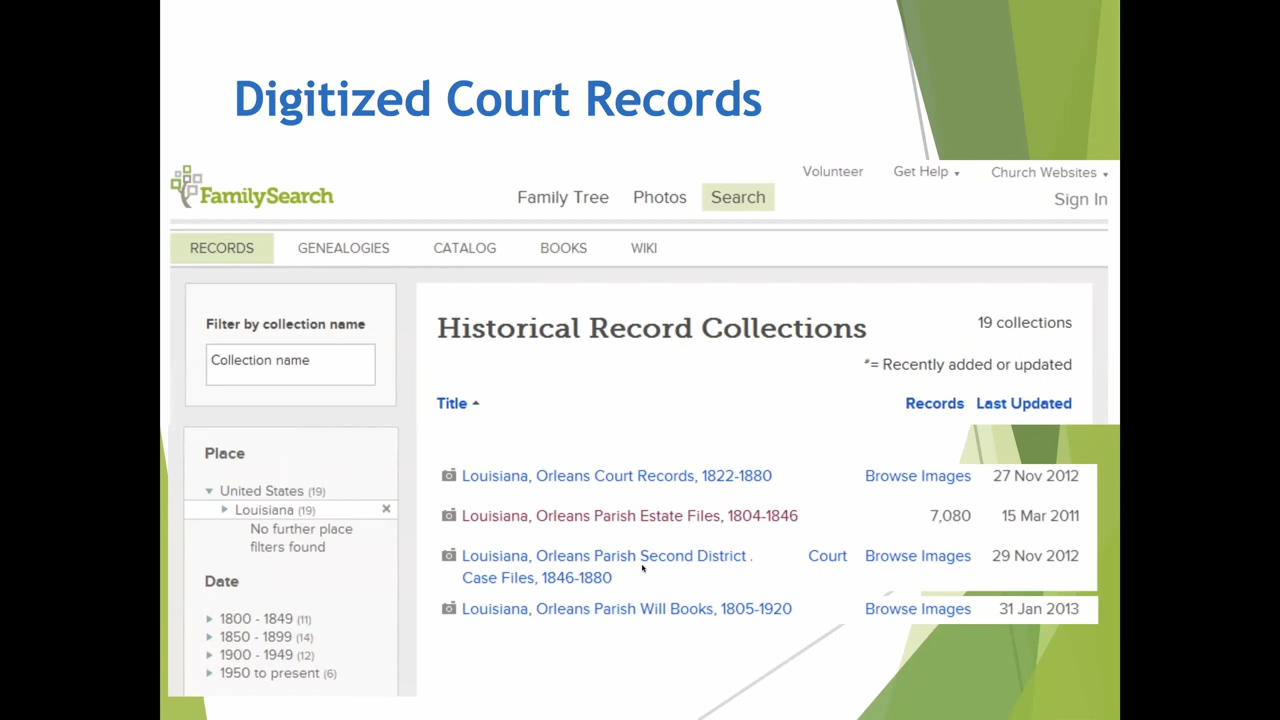 Digitized Court Records
FamilySearch
Volunteer Get Help Church Websites
Family Tree Photos Search Sign In
RECORDS GENEALOGIES CATALOG BOOKS WIKI
Filter by collection name
Collection name
Place
United States (19)
Louisiana (19) ×
No further place
filters found
Date
1800 - 1849 (11)
1850 - 1899 (14)
1900 - 1949 (12)
1950 to present (6)
Historical Record Collections 19 collections
*= Recently added or updated
Title Records Last Updated
Louisiana, Orleans Court Records, 1822-1880 Browse Images 27 Nov 2012
Louisiana, Orleans Parish Estate Files, 1804-1846 7,080 15 Mar 2011
Louisiana, Orleans Parish Second District . Court Browse Images 29 Nov 2012
Case Files, 1846-1880
Louisiana, Orleans Parish Will Books, 1805-1920 Browse Images 31 Jan 2013